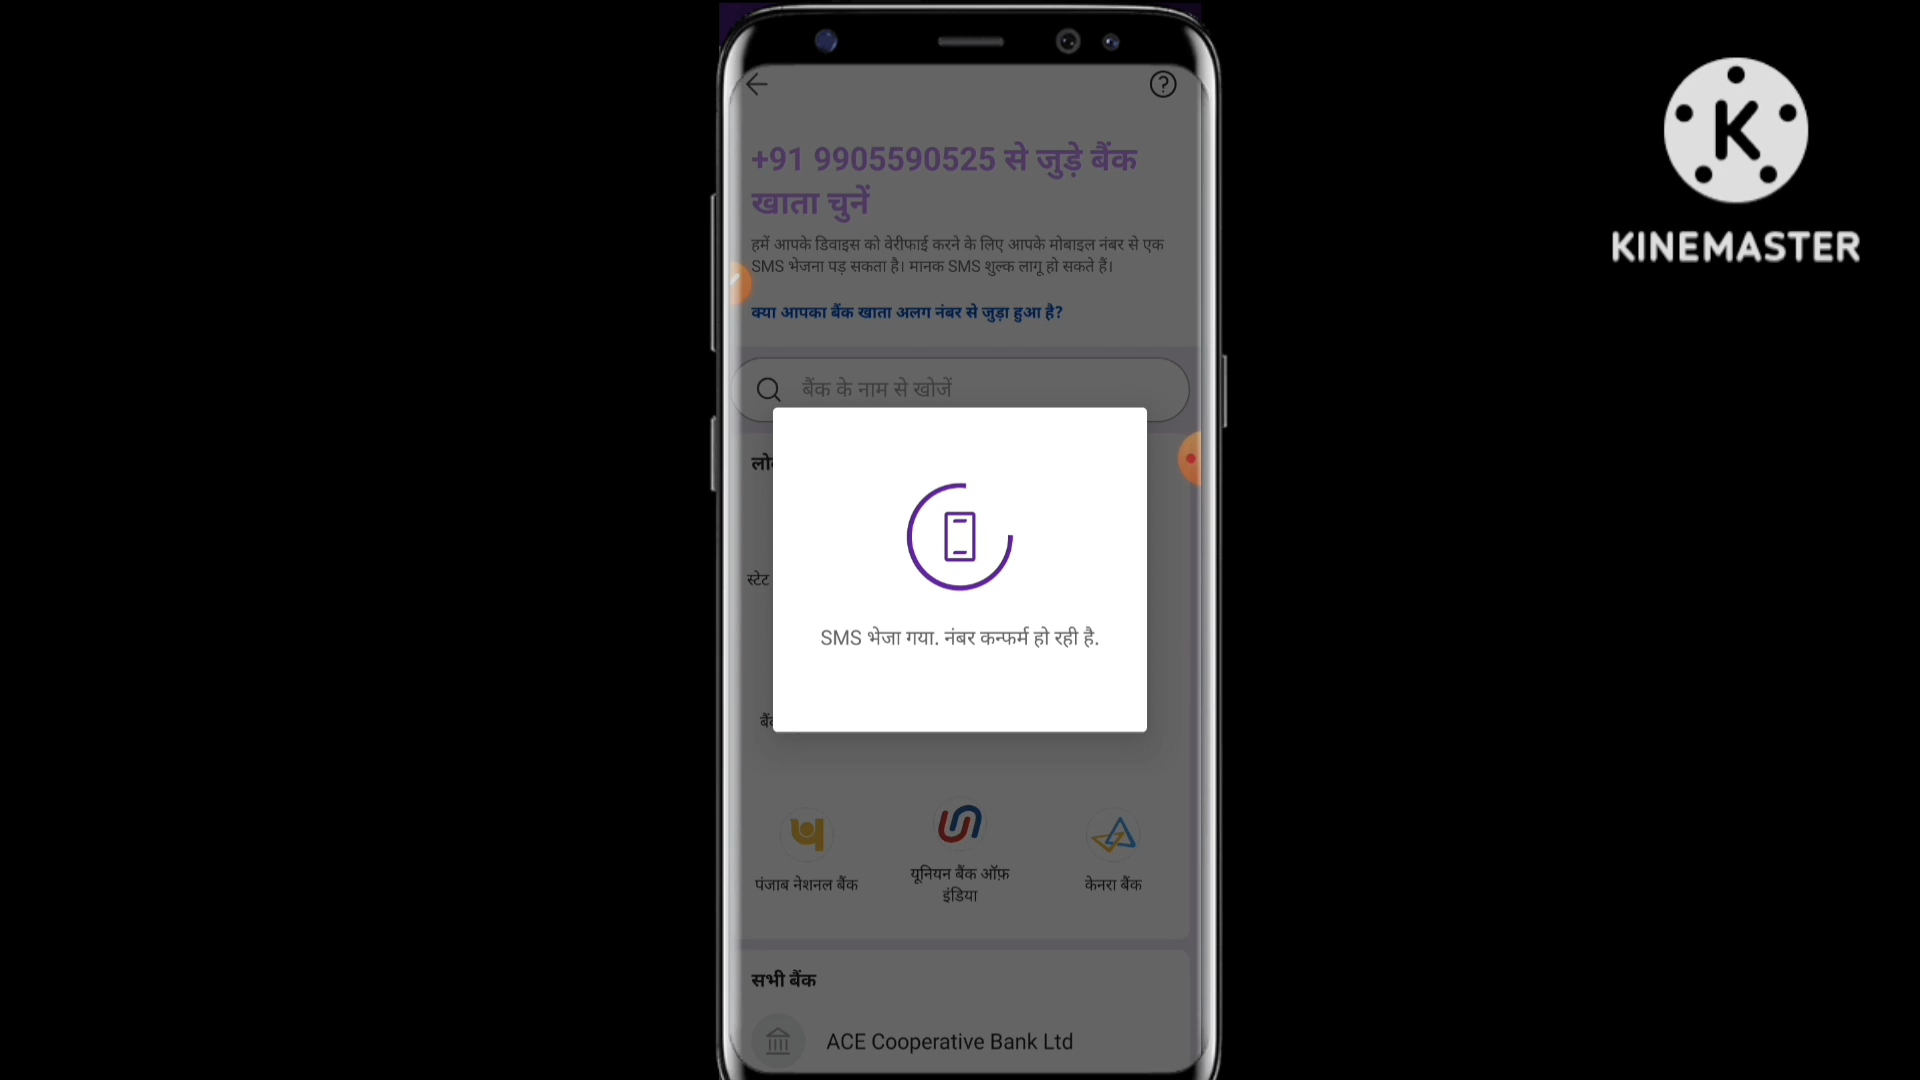 +91 9905590525 से जुड़े बैंक
खाता चुनें
हमें आपके डिवाइस को वेरीफाई करने के लिए आपके मोबाइल नंबर से एक
SMS भेजना पड़ सकता है। मानक SMS शुल्क लागू हो सकते हैं।
क्या आपका बैंक खाता अलग नंबर से जुड़ा हुआ है?
बैंक के नाम से खोजें
स्टेट
SMS भेजा गया. नंबर कन्फर्म हो रही है.
पंजाब नेशनल बैंक
यूनियन बैंक ऑफ़
इंडिया
केनरा बैंक
सभी बैंक
ACE Cooperative Bank Ltd
K
KINEMASTER